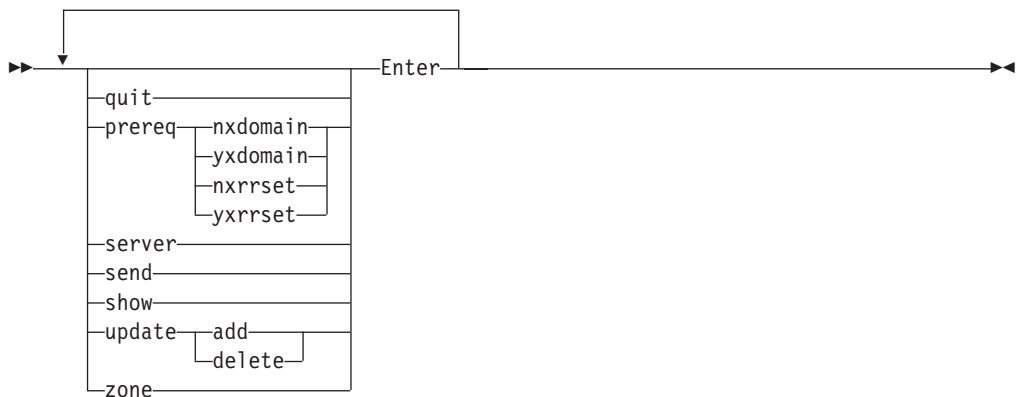 Enter
quit
prereq nxdomain
yxdomain
nxrrset
yxrrset
server
send
show
update add
delete
zone